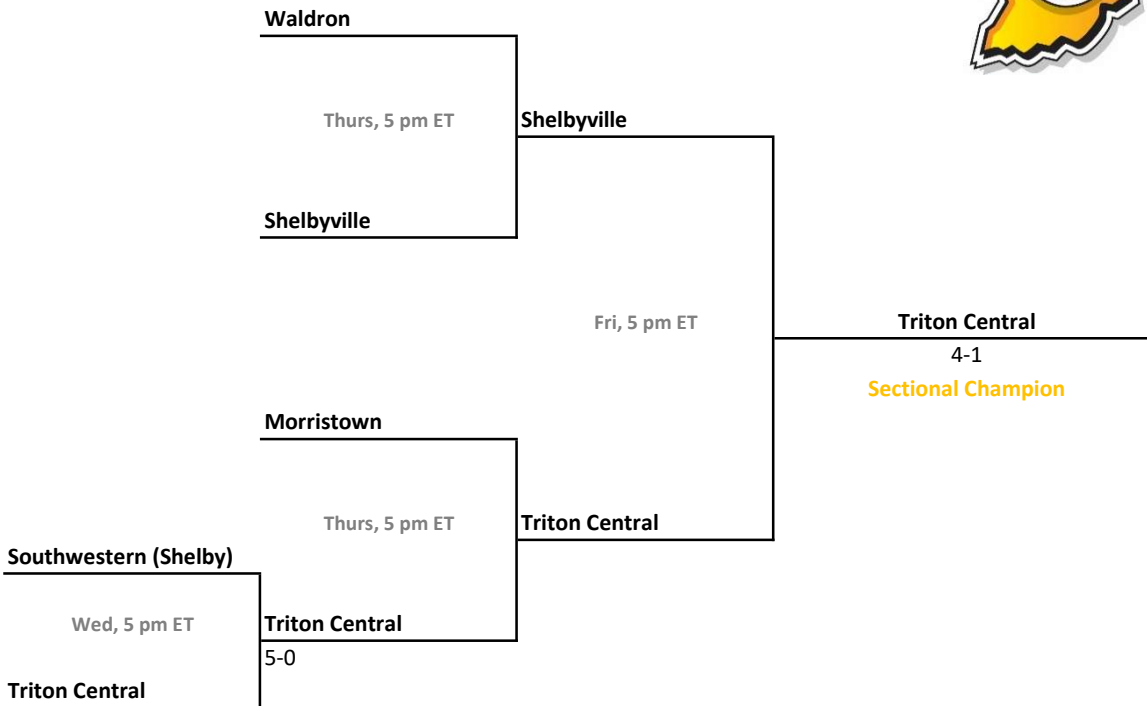 Waldron
Thurs, 5 pm ET
Shelbyville
Shelbyville
Fri, 5 pm ET
Triton Central
4-1
Sectional Champion
Morristown
Thurs, 5 pm ET
Triton Central
Southwestern (Shelby)
Wed, 5 pm ET
Triton Central
5-0
Triton Central